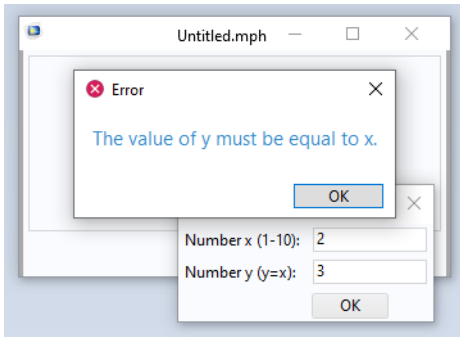 Untitled.mph
Error
The value of y must be equal to x.
OK
Number x (1-10): 2
Number y (y=x): 3
OK